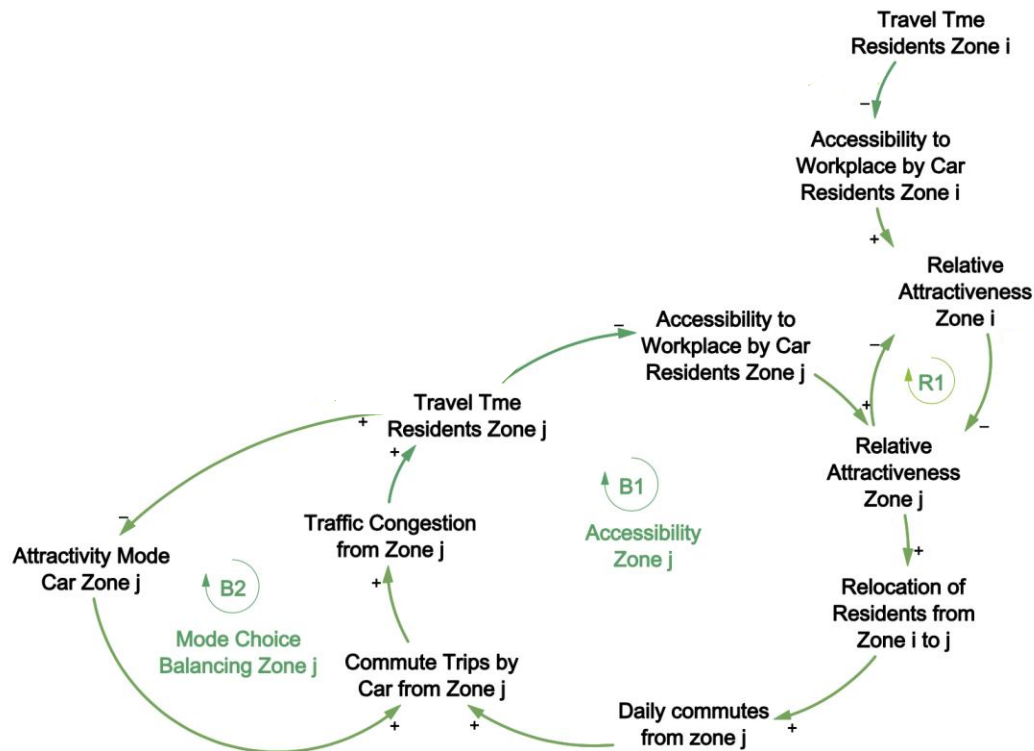 Travel Tme
Residents Zone i
–
Accessibility to
Workplace by Car
Residents Zone i
+
Relative
Attractiveness
Zone i
–
Accessibility to
Workplace by Car
Residents Zone j
–
R1
+
–
Travel Tme
Residents Zone j
+
+
Relative
Attractiveness
Zone j
B1
Accessibility
Zone j
–
Traffic Congestion
from Zone j
+
Attractivity Mode
Car Zone j
B2
+
Mode Choice
Balancing Zone j
Relocation of
Residents from
Zone i to j
Commute Trips by
Car from Zone j
+
+
Daily commutes
from zone j
+